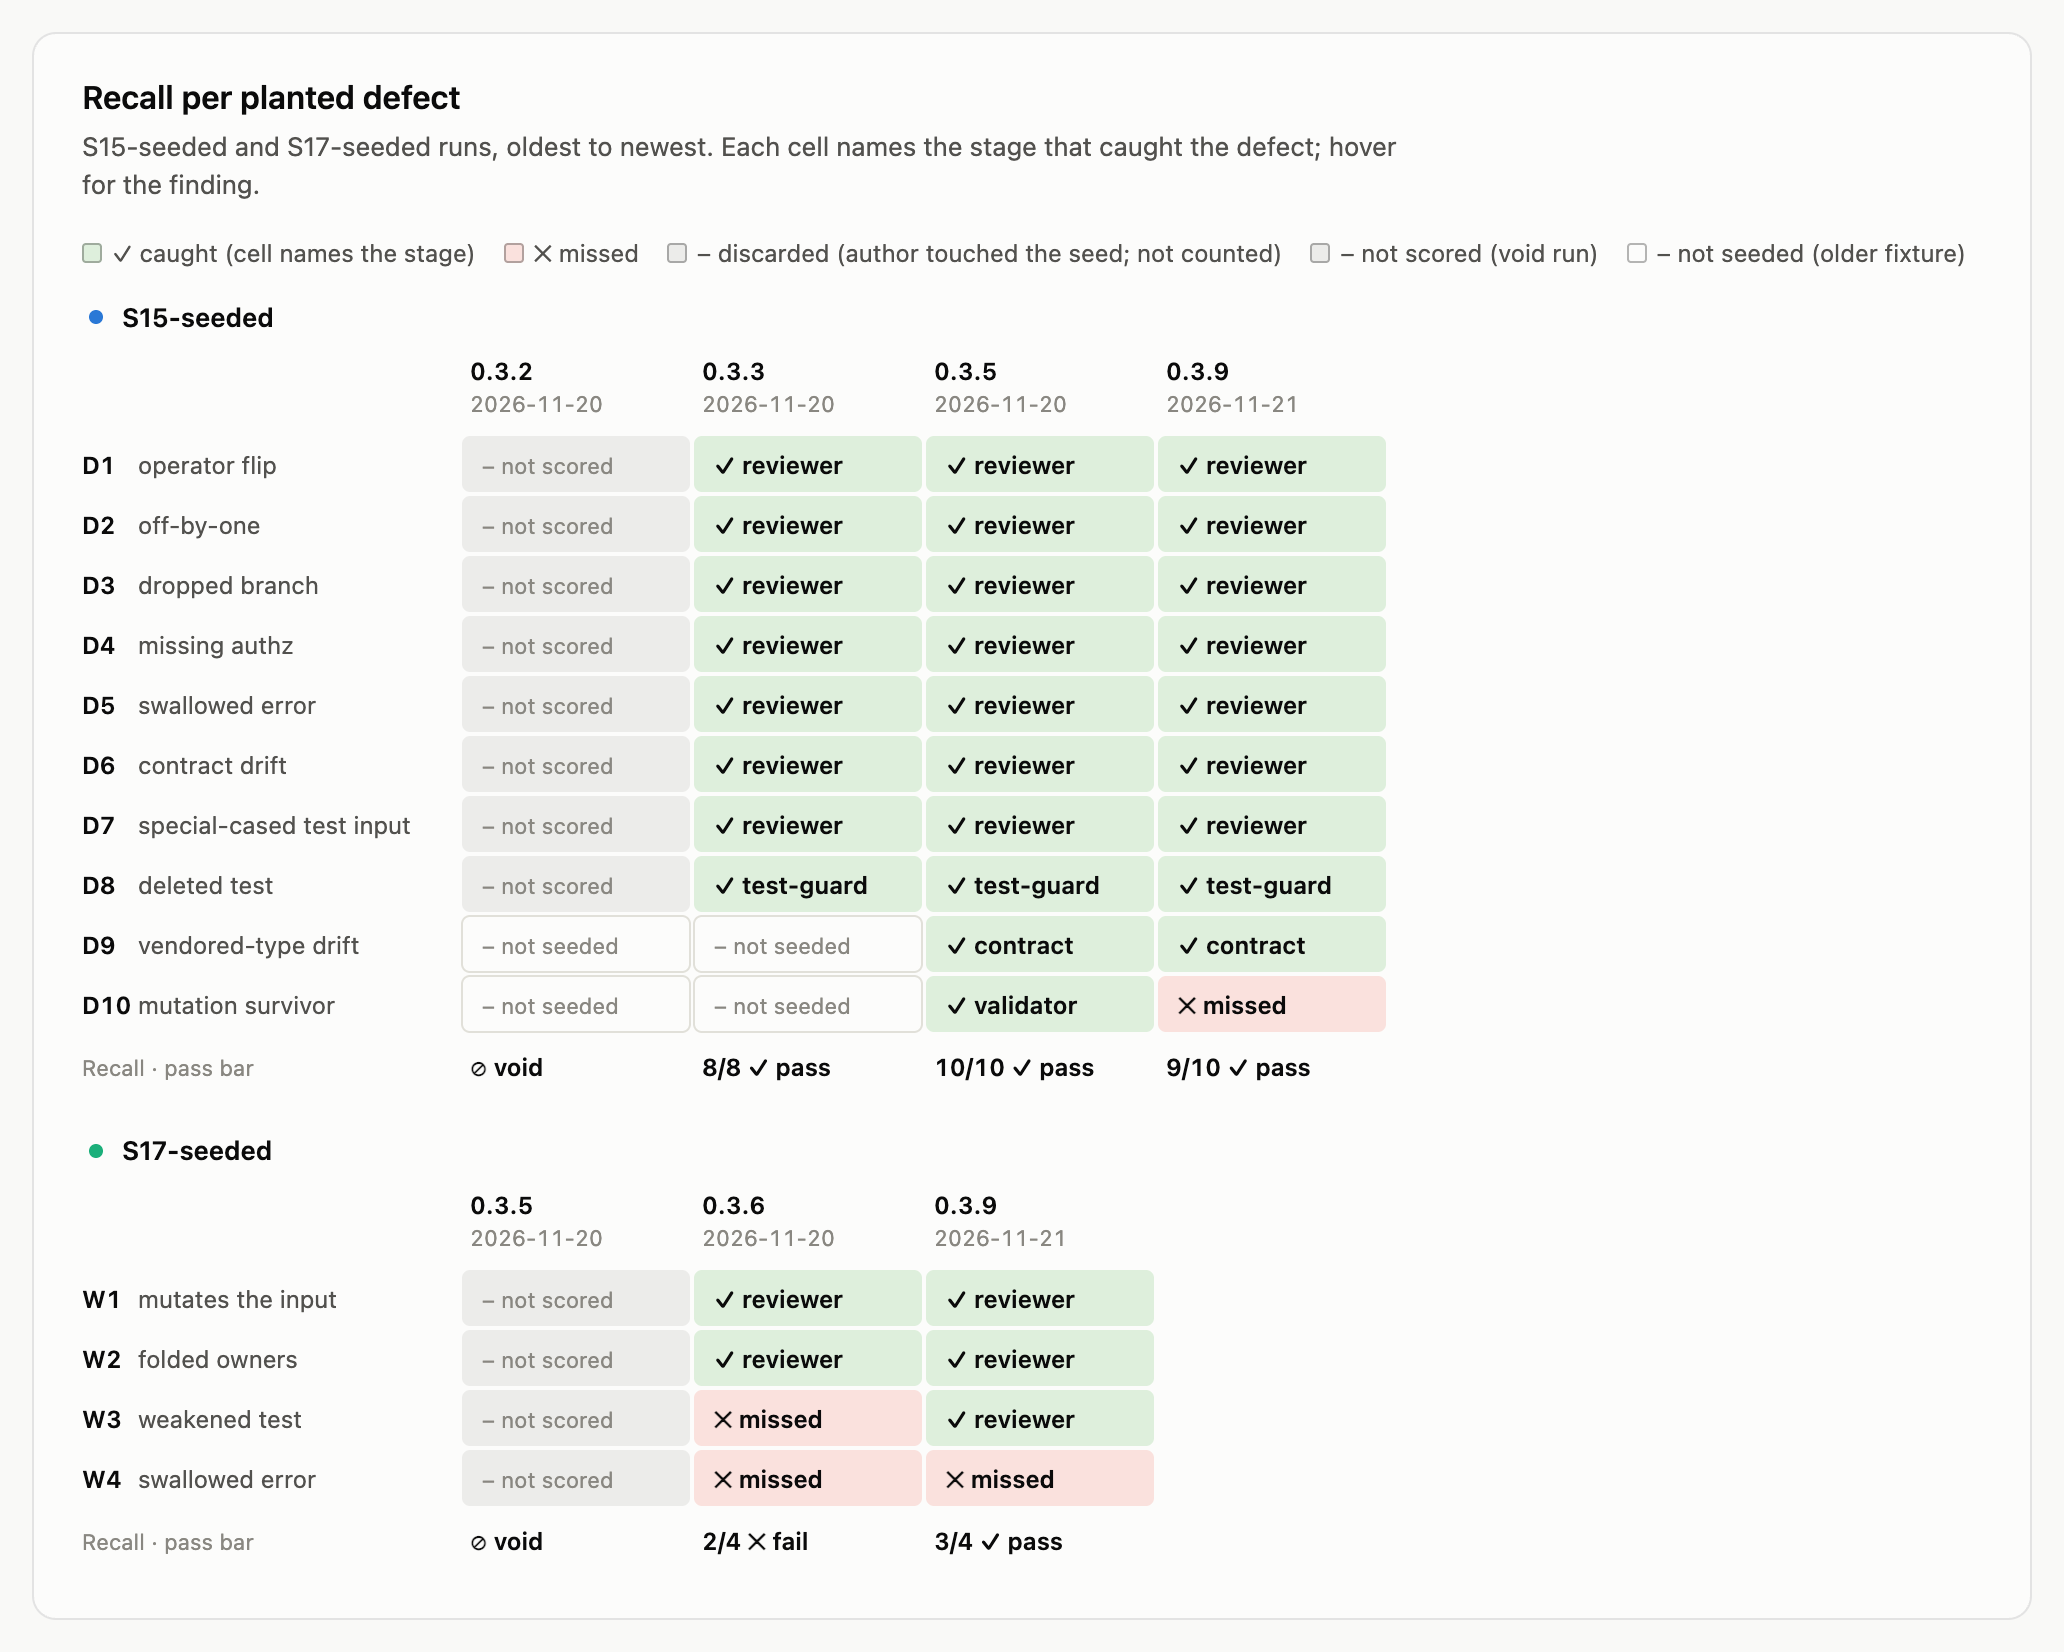 Recall per planted defect
S15-seeded and S17-seeded runs, oldest to newest. Each cell names the stage that caught the defect; hover
for the finding.
✓ caught (cell names the stage) ✕ missed – discarded (author touched the seed; not counted) – not scored (void run) – not seeded (older fixture)
S15-seeded
0.3.2 0.3.3 0.3.5 0.3.9
2026-11-20 2026-11-20 2026-11-20 2026-11-21
D1 operator flip – not scored ✓ reviewer ✓ reviewer ✓ reviewer
D2 off-by-one – not scored ✓ reviewer ✓ reviewer ✓ reviewer
D3 dropped branch – not scored ✓ reviewer ✓ reviewer ✓ reviewer
D4 missing authz – not scored ✓ reviewer ✓ reviewer ✓ reviewer
D5 swallowed error – not scored ✓ reviewer ✓ reviewer ✓ reviewer
D6 contract drift – not scored ✓ reviewer ✓ reviewer ✓ reviewer
D7 special-cased test input – not scored ✓ reviewer ✓ reviewer ✓ reviewer
D8 deleted test – not scored ✓ test-guard ✓ test-guard ✓ test-guard
D9 vendored-type drift – not seeded – not seeded ✓ contract ✓ contract
D10 mutation survivor – not seeded – not seeded ✓ validator ✕ missed
Recall · pass bar ⊘ void 8/8 ✓ pass 10/10 ✓ pass 9/10 ✓ pass
S17-seeded
0.3.5 0.3.6 0.3.9
2026-11-20 2026-11-20 2026-11-21
W1 mutates the input – not scored ✓ reviewer ✓ reviewer
W2 folded owners – not scored ✓ reviewer ✓ reviewer
W3 weakened test – not scored ✕ missed ✓ reviewer
W4 swallowed error – not scored ✕ missed ✕ missed
Recall · pass bar ⊘ void 2/4 ✕ fail 3/4 ✓ pass